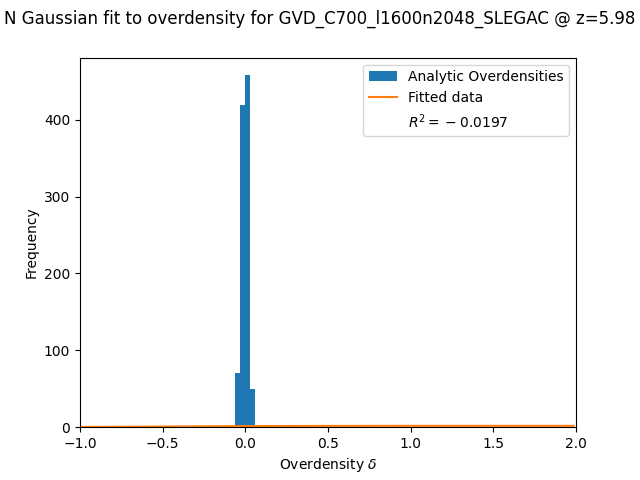 N Gaussian fit to overdensity for GVD_C700_l1600n2048_SLEGAC @ z=5.98
Analytic Overdensities
Fitted data
R² = − 0.0197
Frequency
400
300
200
100
0
−1.0 −0.5 0.0 0.5 1.0 1.5 2.0
Overdensity δ